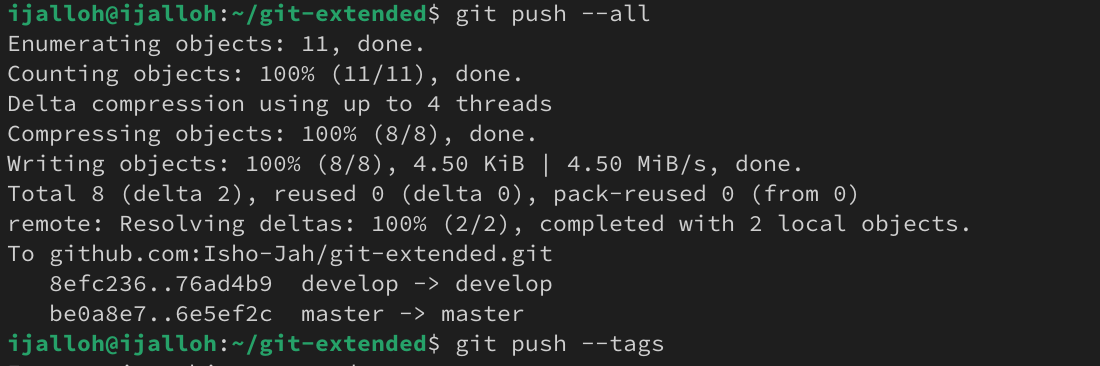 ijalloh@ijalloh:~/git-extended$ git push --all
Enumerating objects: 11, done.
Counting objects: 100% (11/11), done.
Delta compression using up to 4 threads
Compressing objects: 100% (8/8), done.
Writing objects: 100% (8/8), 4.50 KiB | 4.50 MiB/s, done.
Total 8 (delta 2), reused 0 (delta 0), pack-reused 0 (from 0)
remote: Resolving deltas: 100% (2/2), completed with 2 local objects.
To github.com:Isho-Jah/git-extended.git
   8efc236..76ad4b9  develop -> develop
   be0a8e7..6e5ef2c  master -> master
ijalloh@ijalloh:~/git-extended$ git push --tags